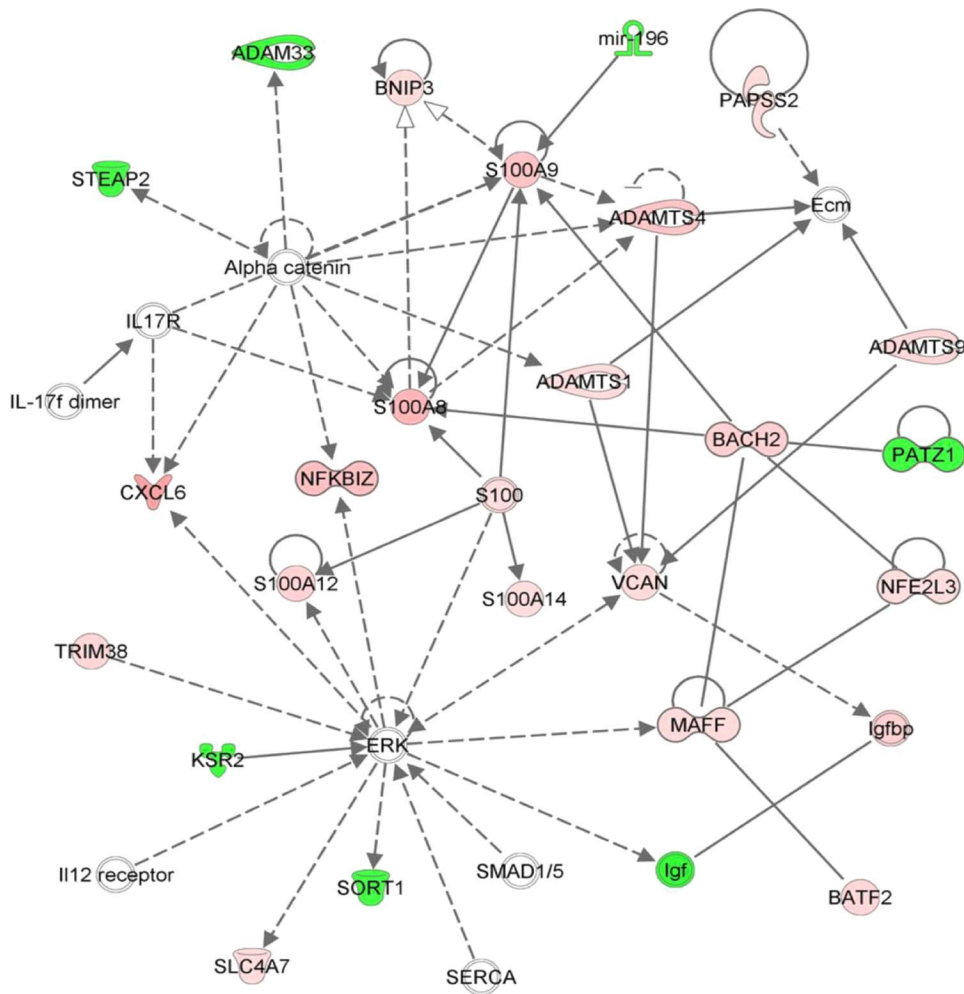 mir-196
ADAM33
BNIP3
PAPSS2
S100A9
STEAP2
Ecm
ADAMTS4
Alpha catenin
IL17R
ADAMTS9
ADAMTS1
IL-17f dimer
S100A8
BACH2
PATZ1
NFKBIZ
CXCL6
S100
S100A12
VCAN
NFE2L3
S100A14
TRIM38
MAFF
Igfbp
ERK
KSR2
Il12 receptor
SMAD1/5
Igf
SORT1
BATF2
SLC4A7
SERCA